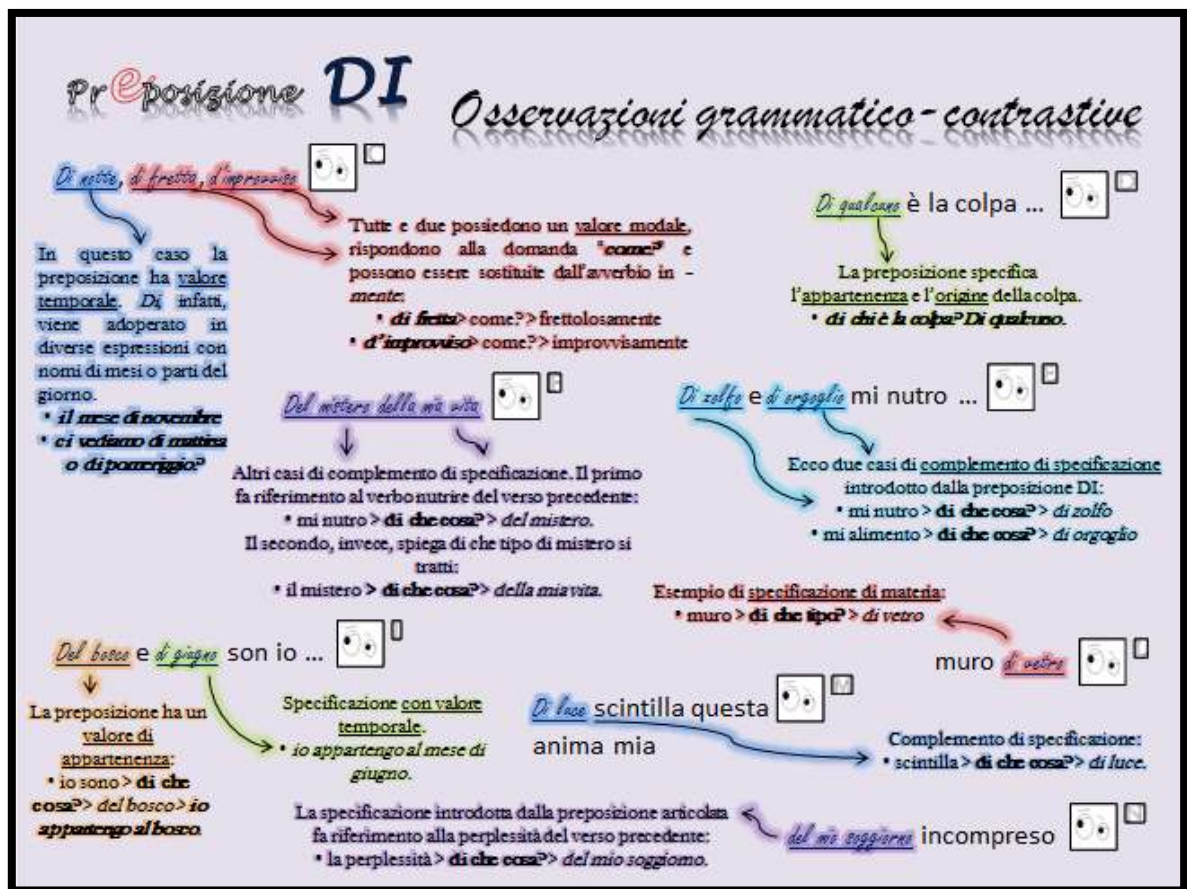 Preposizione DI
Osservazioni grammatico-contrastive
Di notte, di fretta, d'improvviso
In questo caso la
preposizione ha valore
temporale. Di, infatti,
viene adoperato in
diverse espressioni con
nomi di mesi o parti del
giorno.
• il mese di novembre
• ci vediamo di mattina
o di pomeriggio?
Tutte e due possiedono un valore modale,
rispondono alla domanda "come?" e
possono essere sostituite dall'avverbio in -
mente:
• di fretta> come?> frettolosamente
• d'improvviso> come?> improvvisamente
Di qualcuno è la colpa ...
La preposizione specifica
l'appartenenza e l'origine della colpa.
• di chi è la colpa? Di qualcuno.
Del mistero della mia vita
Altri casi di complemento di specificazione. Il primo
fa riferimento al verbo nutrire del verso precedente:
• mi nutro > di che cosa? > del mistero.
Il secondo, invece, spiega di che tipo di mistero si
tratti:
• il mistero > di che cosa? > della mia vita.
Di zolfo e di orgoglio mi nutro ...
Ecco due casi di complemento di specificazione
introdotto dalla preposizione DI:
• mi nutro > di che cosa? > di zolfo
• mi alimento > di che cosa? > di orgoglio
Esempio di specificazione di materia:
• muro > di che tipo? > di vetro
muro di vetro
Del bosco e di giugno son io ...
La preposizione ha un
valore di
appartenenza:
• io sono > di che
cosa?> del bosco> io
appartengo al bosco.
Specificazione con valore
temporale.
• io appartengo al mese di
giugno.
Di luce scintilla questa
anima mia
M
Complemento di specificazione:
• scintilla > di che cosa? > di luce.
La specificazione introdotta dalla preposizione articolata
fa riferimento alla perplessità del verso precedente:
• la perplessità > di che cosa? > del mio soggiorno.
del mio soggiorno incompreso
N